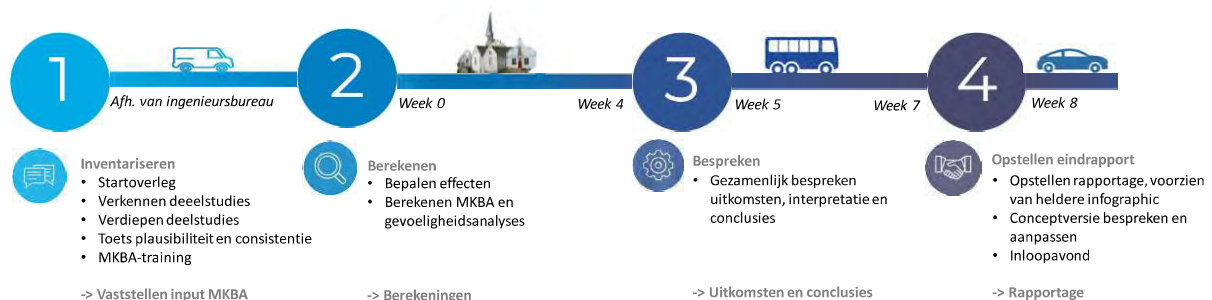 1
2
3
4
Afh. van ingenieursbureau
Week 0
Week 4
Week 5
Week 7
Week 8
Inventariseren
• Startoverleg
• Verkennen deeelstudies
• Verdiepen deelstudies
• Toets plausibiliteit en consistentie
• MKBA-training
-> Vaststellen input MKBA
Berekenen
• Bepalen effecten
• Berekenen MKBA en
gevoeligheidsanalyses
-> Berekeningen
Bespreken
• Gezamenlijk bespreken
uitkomsten, interpretatie en
conclusies
-> Uitkomsten en conclusies
Opstellen eindrapport
• Opstellen rapportage, voorzien
van heldere infographic
• Conceptversie bespreken en
aanpassen
• Inloopavond
-> Rapportage